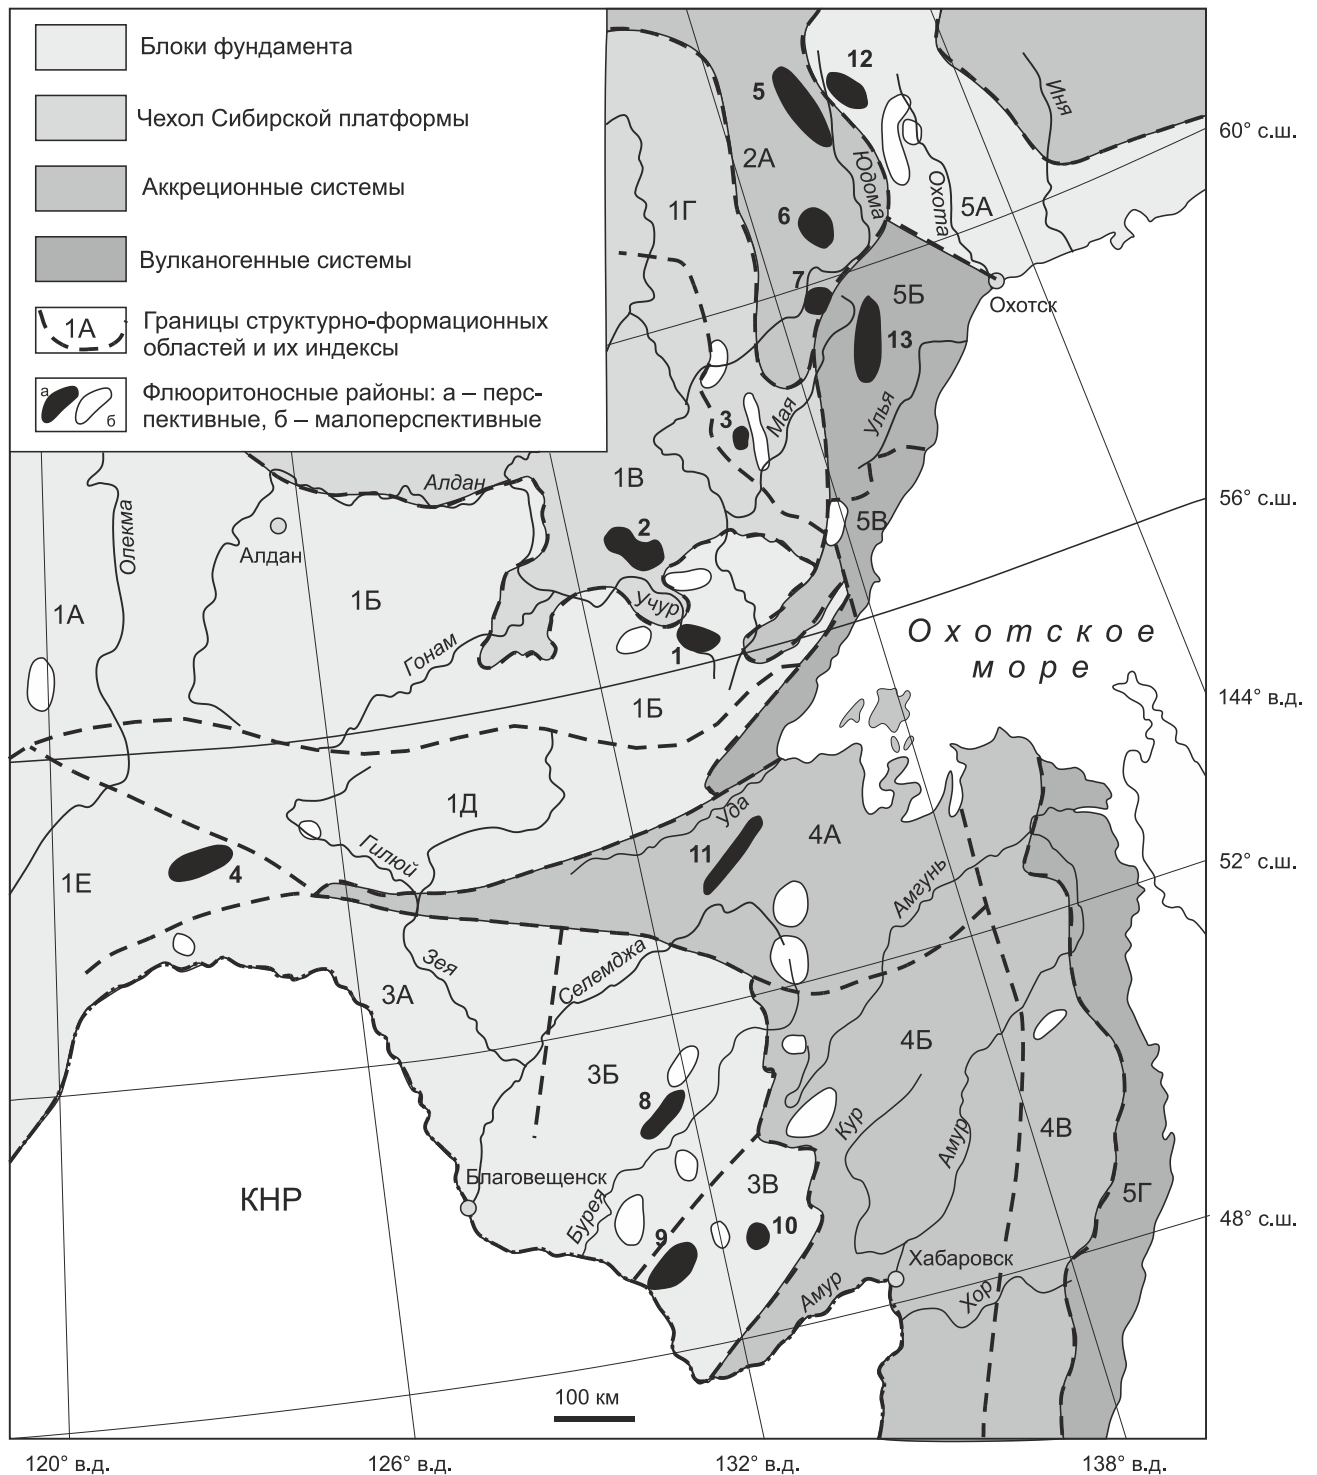 Блоки фундамента
Чехол Сибирской платформы
Аккреционные системы
Вулканогенные системы
1А
Границы структурно-формационных
областей и их индексы
а
б
Флюоритоносные районы: а – перс-
пективные, б – малоперспективные
12
5
Иня
60° с.ш.
2А
Юдома
Охота
1Г
5А
6
7
5Б
Охотск
13
3
Мая
Улья
Алдан
1В
56° с.ш.
Олекма
2
5В
Алдан
1А
1Б
Учур
Охотское
море
Гонам
1
1Б
144° в.д.
1Д
Уда
4А
Гилюй
11
52° с.ш.
1Е
4
Амгунь
Зея
Селемджа
3А
4Б
3Б
8
Кур
Амур
4В
Благовещенск
3В
5Г
КНР
Бурея
9
10
48° с.ш.
Хабаровск
Амур
Хор
100 км
120° в.д.
126° в.д.
132° в.д.
138° в.д.